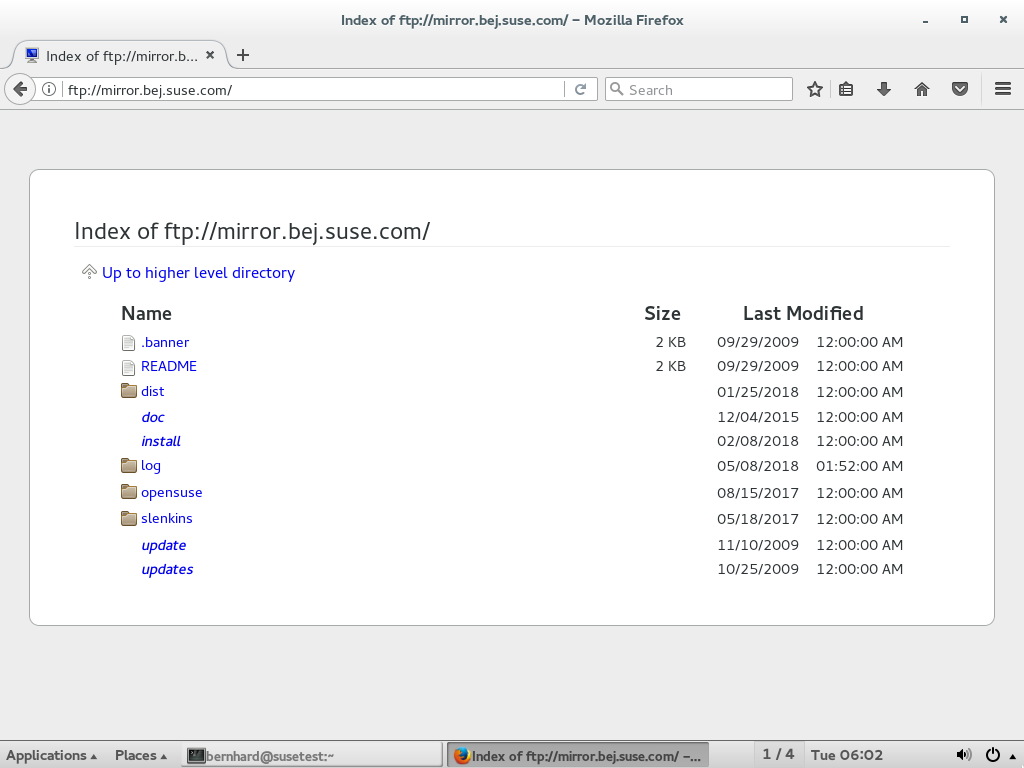 Index of ftp://mirror.bej.suse.com/ – Mozilla Firefox
Index of ftp://mirror.b...
ftp://mirror.bej.suse.com/
Search
Index of ftp://mirror.bej.suse.com/
Up to higher level directory
Name Size Last Modified
.banner 2 KB 09/29/2009 12:00:00 AM
README 2 KB 09/29/2009 12:00:00 AM
dist 01/25/2018 12:00:00 AM
doc 12/04/2015 12:00:00 AM
install 02/08/2018 12:00:00 AM
log 05/08/2018 01:52:00 AM
opensuse 08/15/2017 12:00:00 AM
slenkins 05/18/2017 12:00:00 AM
update 11/10/2009 12:00:00 AM
updates 10/25/2009 12:00:00 AM
Applications Places bernhard@susetest:~ Index of ftp://mirror.bej.suse.com/ –... 1 / 4 Tue 06:02